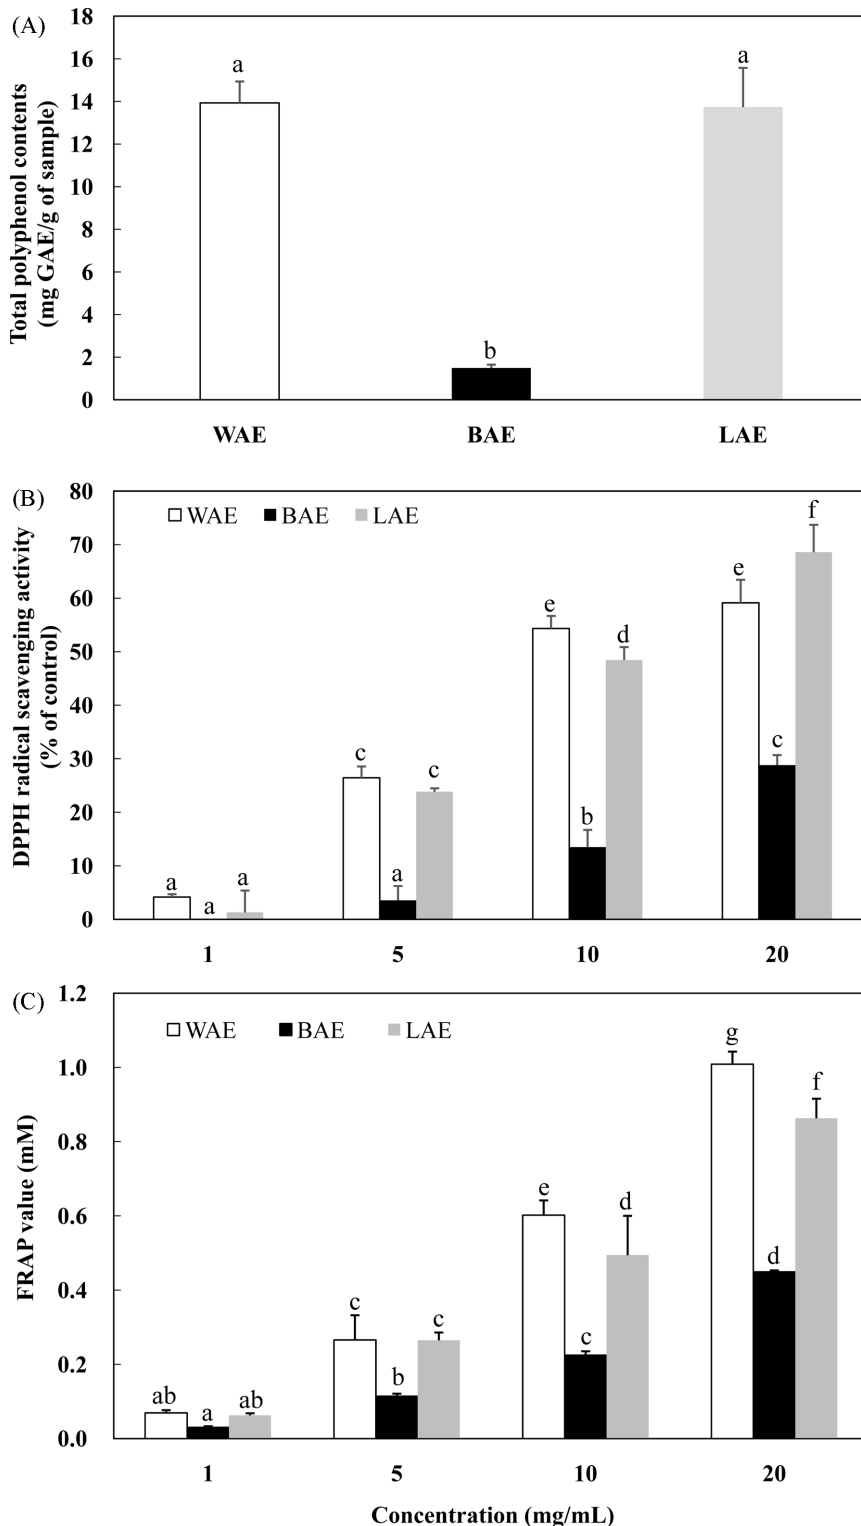 (A)
Total polyphenol contents
(mg GAE/g of sample)
18
16
14
12
10
8
6
4
2
0
a
b
a
WAE BAE LAE
(B)
DPPH radical scavenging activity
(% of control)
80
70
60
50
40
30
20
10
0
WAE BAE LAE
a a a
c a c
e b d
e c f
1 5 10 20
(C)
FRAP value (mM)
1.2
1.0
0.8
0.6
0.4
0.2
0.0
WAE BAE LAE
ab a ab
c b c
e c d
g d f
1 5 10 20
Concentration (mg/mL)